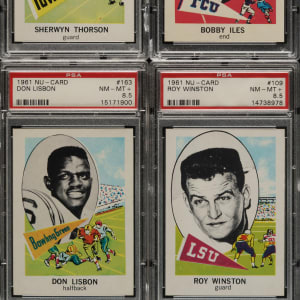 IOWA
TCU
SHERWYN THORSON
guard
BOBBY ILES
end
PSA
1961 NU-CARD #163
DON LISBON NM-MT +
8.5
15171900
PSA
1961 NU-CARD #109
ROY WINSTON NM-MT +
8.5
14738978
Bowling Green
LSU
DON LISBON
halfback
ROY WINSTON
guard